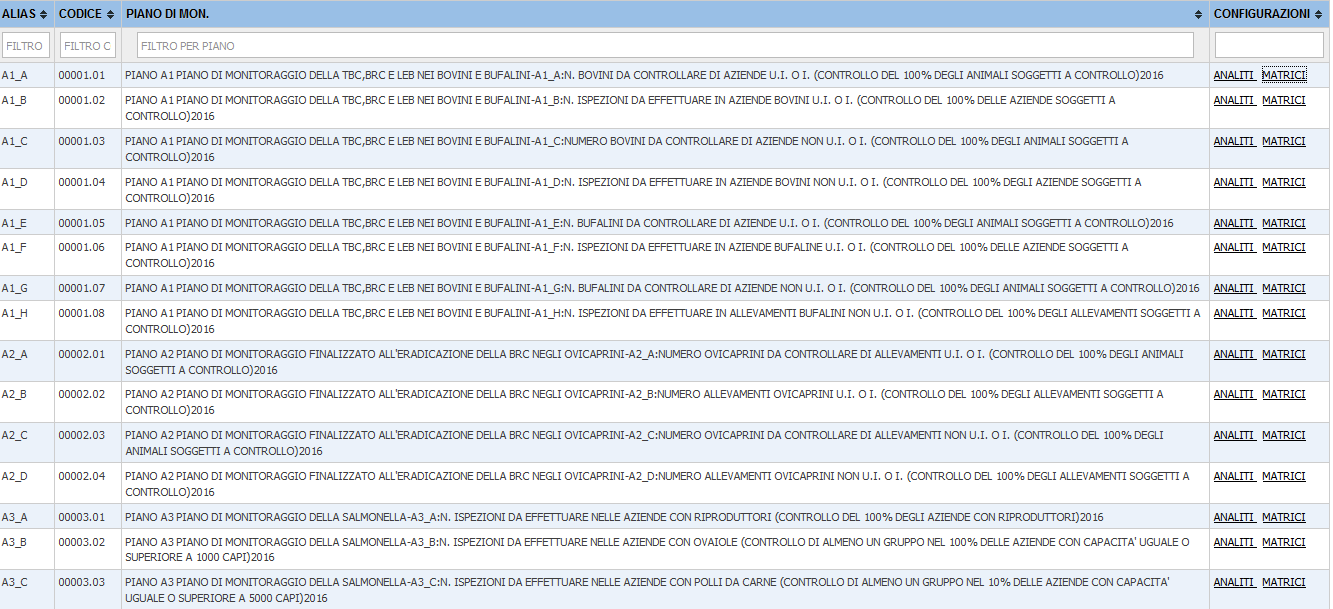 ALIAS CODICE PIANO DI MON. CONFIGURAZIONI
FILTRO FILTRO C FILTRO PER PIANO
A1_A 00001.01 PIANO A1 PIANO DI MONITORAGGIO DELLA TBC,BRC E LEB NEI BOVINI E BUFALINI-A1_A:N. BOVINI DA CONTROLLARE DI AZIENDE U.I. O I. (CONTROLLO DEL 100% DEGLI ANIMALI SOGGETTI A CONTROLLO)2016 ANALITI MATRICI
A1_B 00001.02 PIANO A1 PIANO DI MONITORAGGIO DELLA TBC,BRC E LEB NEI BOVINI E BUFALINI-A1_B:N. ISPEZIONI DA EFFETTUARE IN AZIENDE BOVINI U.I. O I. (CONTROLLO DEL 100% DELLE AZIENDE SOGGETTI A ANALITI MATRICI
CONTROLLO)2016
A1_C 00001.03 PIANO A1 PIANO DI MONITORAGGIO DELLA TBC,BRC E LEB NEI BOVINI E BUFALINI-A1_C:NUMERO BOVINI DA CONTROLLARE DI AZIENDE NON U.I. O I. (CONTROLLO DEL 100% DEGLI ANIMALI SOGGETTI A ANALITI MATRICI
CONTROLLO)2016
A1_D 00001.04 PIANO A1 PIANO DI MONITORAGGIO DELLA TBC,BRC E LEB NEI BOVINI E BUFALINI-A1_D:N. ISPEZIONI DA EFFETTUARE IN AZIENDE BOVINI NON U.I. O I. (CONTROLLO DEL 100% DEGLI AZIENDE SOGGETTI A ANALITI MATRICI
CONTROLLO)2016
A1_E 00001.05 PIANO A1 PIANO DI MONITORAGGIO DELLA TBC,BRC E LEB NEI BOVINI E BUFALINI-A1_E:N. BUFALINI DA CONTROLLARE DI AZIENDE U.I. O I. (CONTROLLO DEL 100% DEGLI ANIMALI SOGGETTI A CONTROLLO)2016 ANALITI MATRICI
A1_F 00001.06 PIANO A1 PIANO DI MONITORAGGIO DELLA TBC,BRC E LEB NEI BOVINI E BUFALINI-A1_F:N. ISPEZIONI DA EFFETTUARE IN AZIENDE BUFALINE U.I. O I. (CONTROLLO DEL 100% DELLE AZIENDE SOGGETTI A ANALITI MATRICI
CONTROLLO)2016
A1_G 00001.07 PIANO A1 PIANO DI MONITORAGGIO DELLA TBC,BRC E LEB NEI BOVINI E BUFALINI-A1_G:N. BUFALINI DA CONTROLLARE DI AZIENDE NON U.I. O I. (CONTROLLO DEL 100% DEGLI ANIMALI SOGGETTI A CONTROLLO)2016 ANALITI MATRICI
A1_H 00001.08 PIANO A1 PIANO DI MONITORAGGIO DELLA TBC,BRC E LEB NEI BOVINI E BUFALINI-A1_H:N. ISPEZIONI DA EFFETTUARE IN ALLEVAMENTI BUFALINI NON U.I. O I. (CONTROLLO DEL 100% DEGLI ALLEVAMENTI SOGGETTI A ANALITI MATRICI
CONTROLLO)2016
A2_A 00002.01 PIANO A2 PIANO DI MONITORAGGIO FINALIZZATO ALL'ERADICAZIONE DELLA BRC NEGLI OVICAPRINI-A2_A:NUMERO OVICAPRINI DA CONTROLLARE DI ALLEVAMENTI U.I. O I. (CONTROLLO DEL 100% DEGLI ANIMALI ANALITI MATRICI
SOGGETTI A CONTROLLO)2016
A2_B 00002.02 PIANO A2 PIANO DI MONITORAGGIO FINALIZZATO ALL'ERADICAZIONE DELLA BRC NEGLI OVICAPRINI-A2_B:NUMERO ALLEVAMENTI OVICAPRINI U.I. O I. (CONTROLLO DEL 100% DEGLI ALLEVAMENTI SOGGETTI A ANALITI MATRICI
CONTROLLO)2016
A2_C 00002.03 PIANO A2 PIANO DI MONITORAGGIO FINALIZZATO ALL'ERADICAZIONE DELLA BRC NEGLI OVICAPRINI-A2_C:NUMERO OVICAPRINI DA CONTROLLARE DI ALLEVAMENTI NON U.I. O I. (CONTROLLO DEL 100% DEGLI ANALITI MATRICI
ANIMALI SOGGETTI A CONTROLLO)2016
A2_D 00002.04 PIANO A2 PIANO DI MONITORAGGIO FINALIZZATO ALL'ERADICAZIONE DELLA BRC NEGLI OVICAPRINI-A2_D:NUMERO ALLEVAMENTI OVICAPRINI NON U.I. O I. (CONTROLLO DEL 100% DEGLI ALLEVAMENTI SOGGETTI A ANALITI MATRICI
CONTROLLO)2016
A3_A 00003.01 PIANO A3 PIANO DI MONITORAGGIO DELLA SALMONELLA-A3_A:N. ISPEZIONI DA EFFETTUARE NELLE AZIENDE CON RIPRODUTTORI (CONTROLLO DEL 100% DEGLI AZIENDE CON RIPRODUTTORI)2016 ANALITI MATRICI
A3_B 00003.02 PIANO A3 PIANO DI MONITORAGGIO DELLA SALMONELLA-A3_B:N. ISPEZIONI DA EFFETTUARE NELLE AZIENDE CON OVAIOLE (CONTROLLO DI ALMENO UN GRUPPO NEL 100% DELLE AZIENDE CON CAPACITA' UGUALE O ANALITI MATRICI
SUPERIORE A 1000 CAPI)2016
A3_C 00003.03 PIANO A3 PIANO DI MONITORAGGIO DELLA SALMONELLA-A3_C:N. ISPEZIONI DA EFFETTUARE NELLE AZIENDE CON POLLI DA CARNE (CONTROLLO DI ALMENO UN GRUPPO NEL 10% DELLE AZIENDE CON CAPACITA' ANALITI MATRICI
UGUALE O SUPERIORE A 5000 CAPI)2016